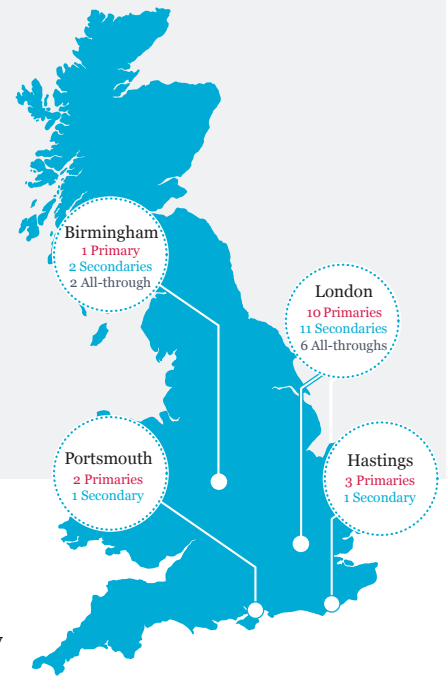 Birmingham
1 Primary
2 Secondaries
2 All-through
London
10 Primaries
11 Secondaries
6 All-throughs
Portsmouth
2 Primaries
1 Secondary
Hastings
3 Primaries
1 Secondary